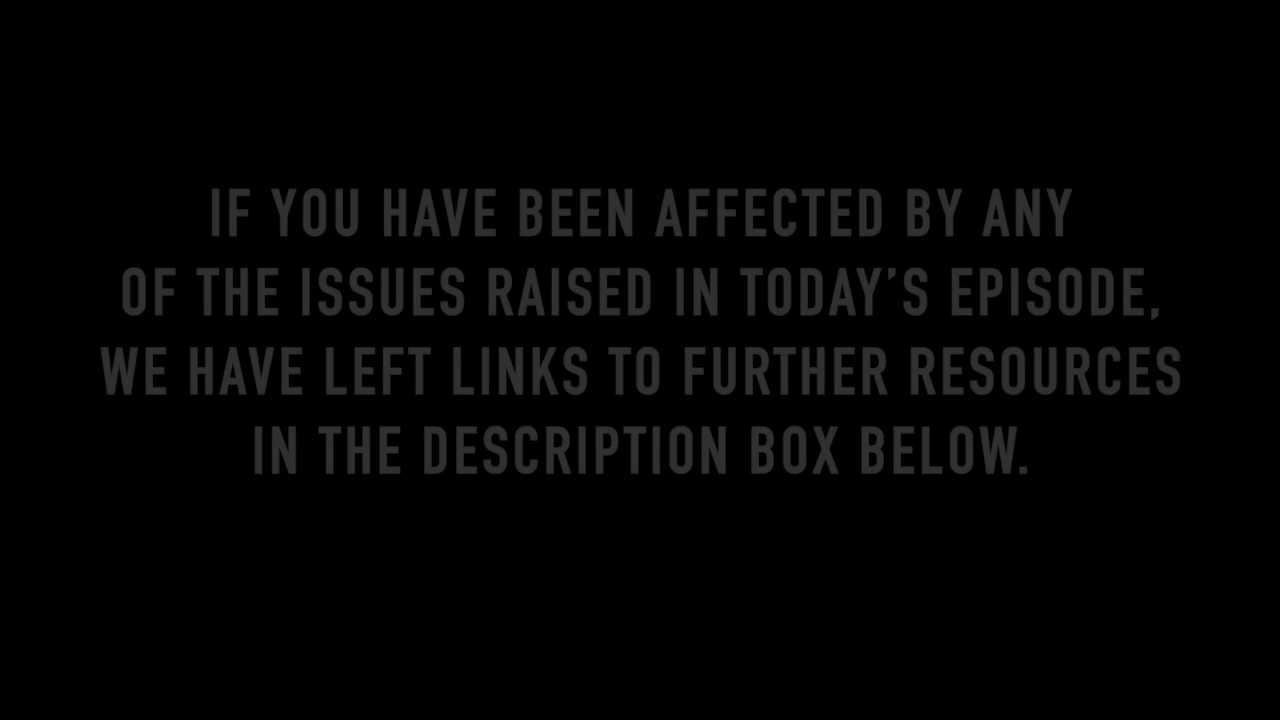 IF YOU HAVE BEEN AFFECTED BY ANY
OF THE ISSUES RAISED IN TODAY’S EPISODE,
WE HAVE LEFT LINKS TO FURTHER RESOURCES
IN THE DESCRIPTION BOX BELOW.